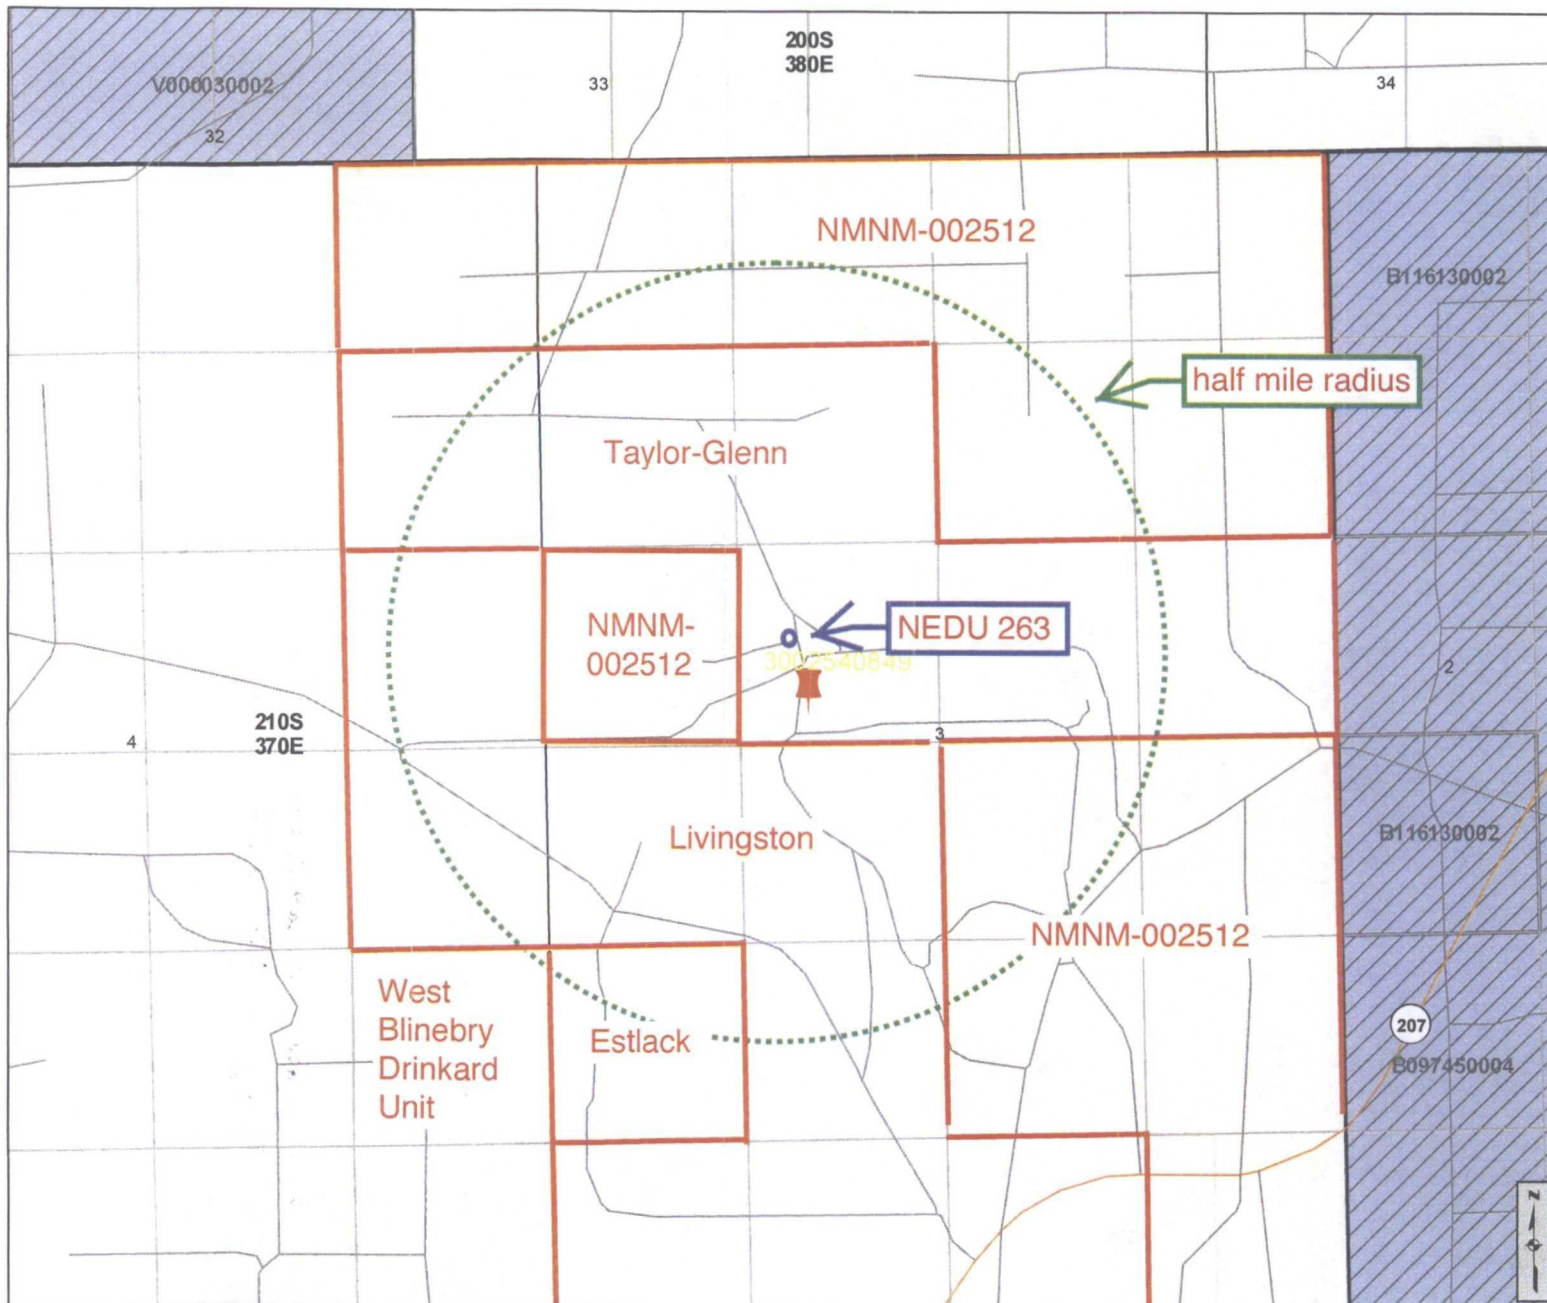 200S
380E
V000030002
33
34
32
NMNM-002512
B116130002
half mile radius
Taylor-Glenn
NMNM-
002512
NEDU 263
3002540849
2
210S
370E
4
3
Livingston
B116130002
NMNM-002512
West
Blinebry
Drinkard
Unit
Estlack
207
B097450004
N